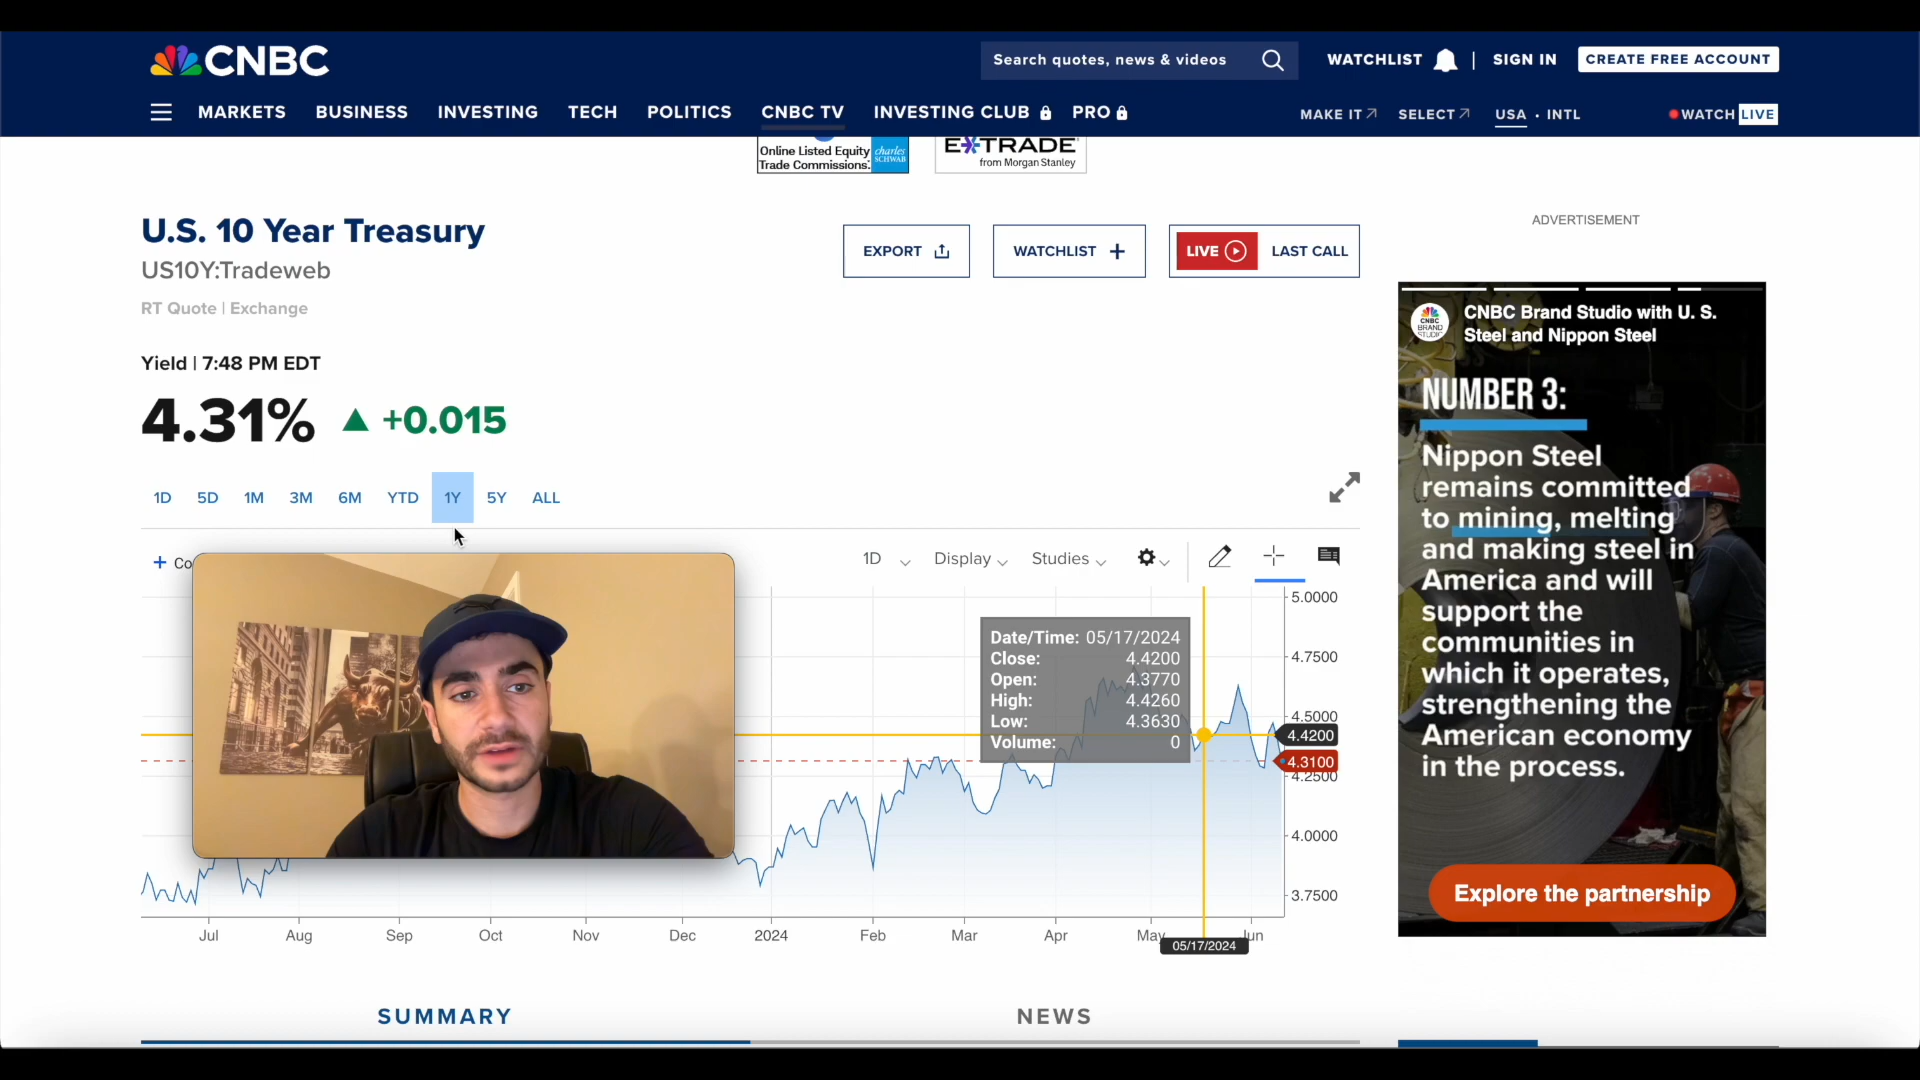 CNBC
Search quotes, news & videos
WATCHLIST
SIGN IN
CREATE FREE ACCOUNT
MARKETS
BUSINESS
INVESTING
TECH
POLITICS
CNBC TV
INVESTING CLUB
PRO
MAKE IT
SELECT
USA • INTL
WATCH LIVE
Online Listed Equity
Trade Commissions.
charles
SCHWAB
E*TRADE
from Morgan Stanley
U.S. 10 Year Treasury
US10Y:Tradeweb
RT Quote | Exchange
EXPORT
WATCHLIST +
LIVE
LAST CALL
ADVERTISEMENT
Yield | 7:48 PM EDT
4.31% ▲ +0.015
1D 5D 1M 3M 6M YTD 1Y 5Y ALL
+ Co
1D
Display
Studies
Date/Time: 05/17/2024
Close: 4.4200
Open: 4.3770
High: 4.4260
Low: 4.3630
Volume: 0
5.0000
4.7500
4.5000
4.4200
4.3100
4.2500
4.0000
3.7500
Jul Aug Sep Oct Nov Dec 2024 Feb Mar Apr May Jun
05/17/2024
SUMMARY
NEWS
CNBC
BRAND
STUDIO
CNBC Brand Studio with U. S.
Steel and Nippon Steel
NUMBER 3:
Nippon Steel
remains committed
to mining, melting
and making steel in
America and will
support the
communities in
which it operates,
strengthening the
American economy
in the process.
Explore the partnership